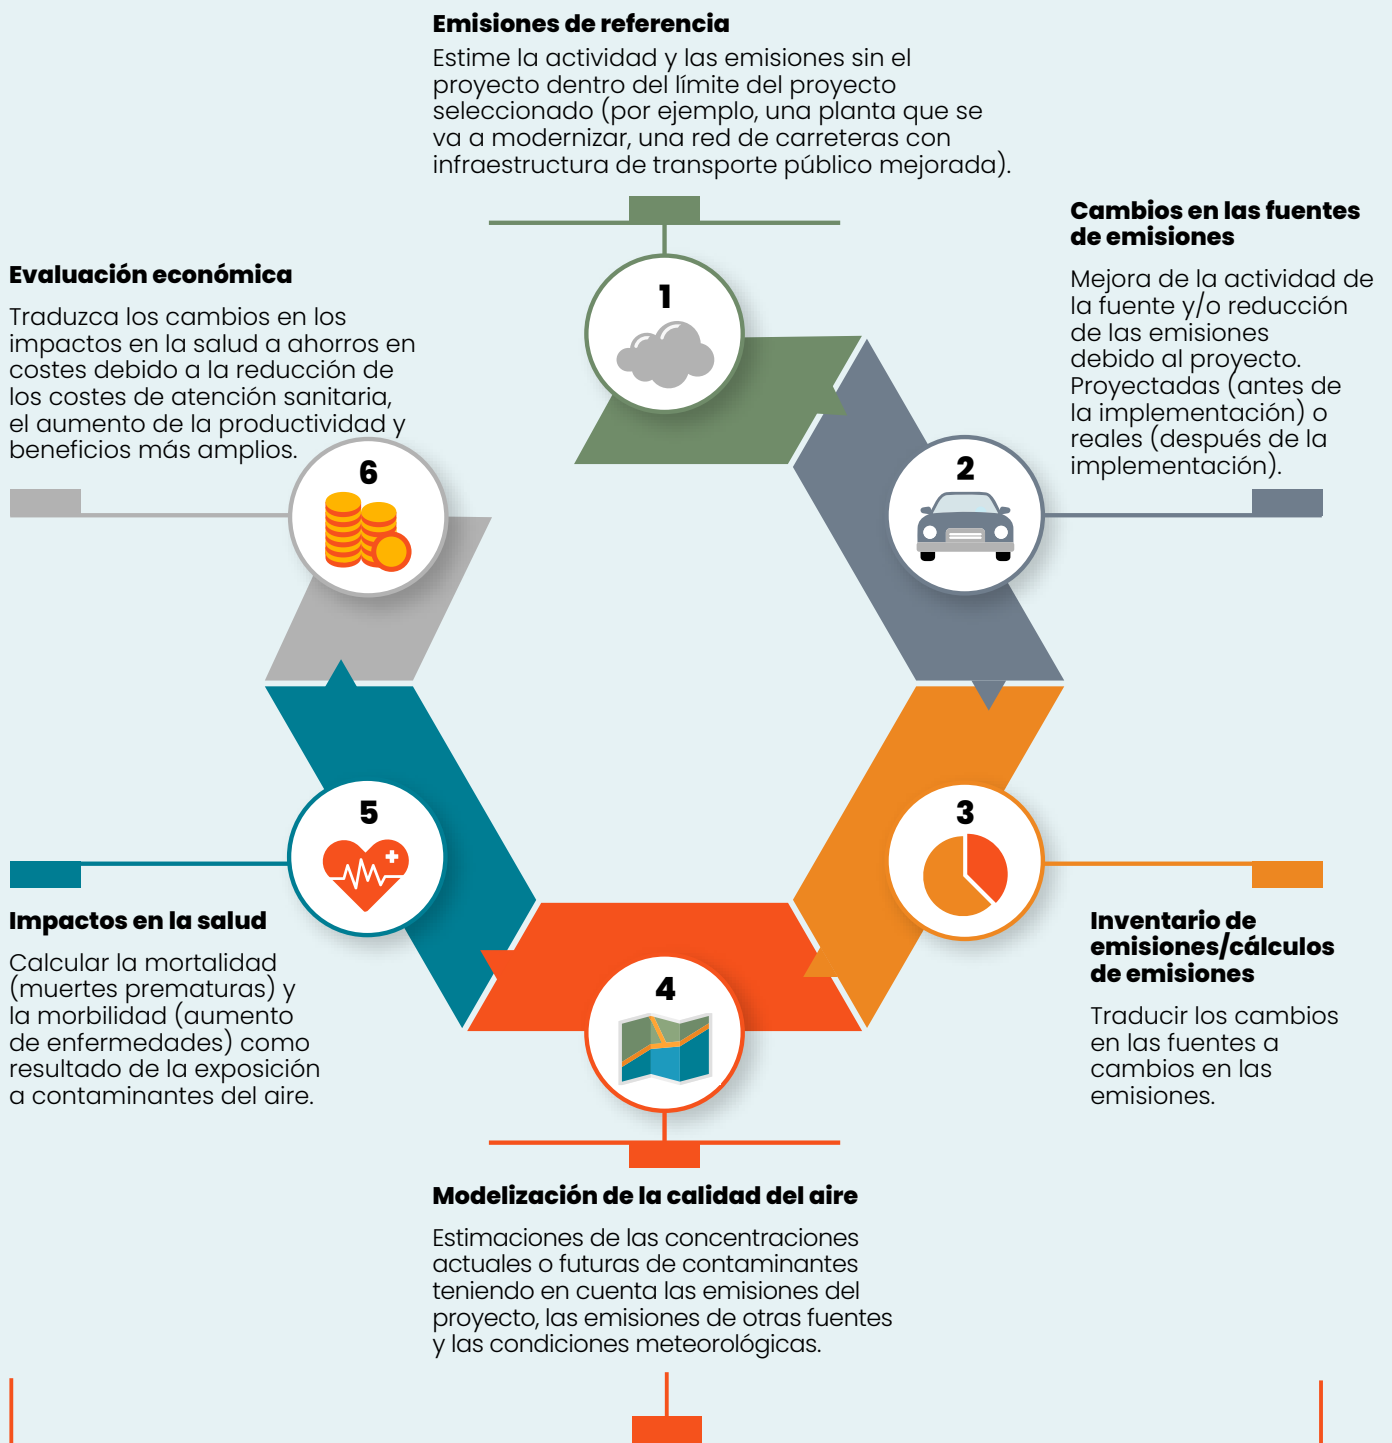 Emisiones de referencia
Estime la actividad y las emisiones sin el
proyecto dentro del límite del proyecto
seleccionado (por ejemplo, una planta que se
va a modernizar, una red de carreteras con
infraestructura de transporte público mejorada).
1
Cambios en las fuentes
de emisiones
Mejora de la actividad de
la fuente y/o reducción
de las emisiones
debido al proyecto.
Proyectadas (antes de
la implementación) o
reales (después de la
implementación).
2
Inventario de
emisiones/cálculos
de emisiones
Traducir los cambios
en las fuentes a
cambios en las
emisiones.
3
4
Modelización de la calidad del aire
Estimaciones de las concentraciones
actuales o futuras de contaminantes
teniendo en cuenta las emisiones del
proyecto, las emisiones de otras fuentes
y las condiciones meteorológicas.
5
Impactos en la salud
Calcular la mortalidad
(muertes prematuras) y
la morbilidad (aumento
de enfermedades) como
resultado de la exposición
a contaminantes del aire.
Evaluación económica
Traduzca los cambios en los
impactos en la salud a ahorros en
costes debido a la reducción de
los costes de atención sanitaria,
el aumento de la productividad y
beneficios más amplios.
6